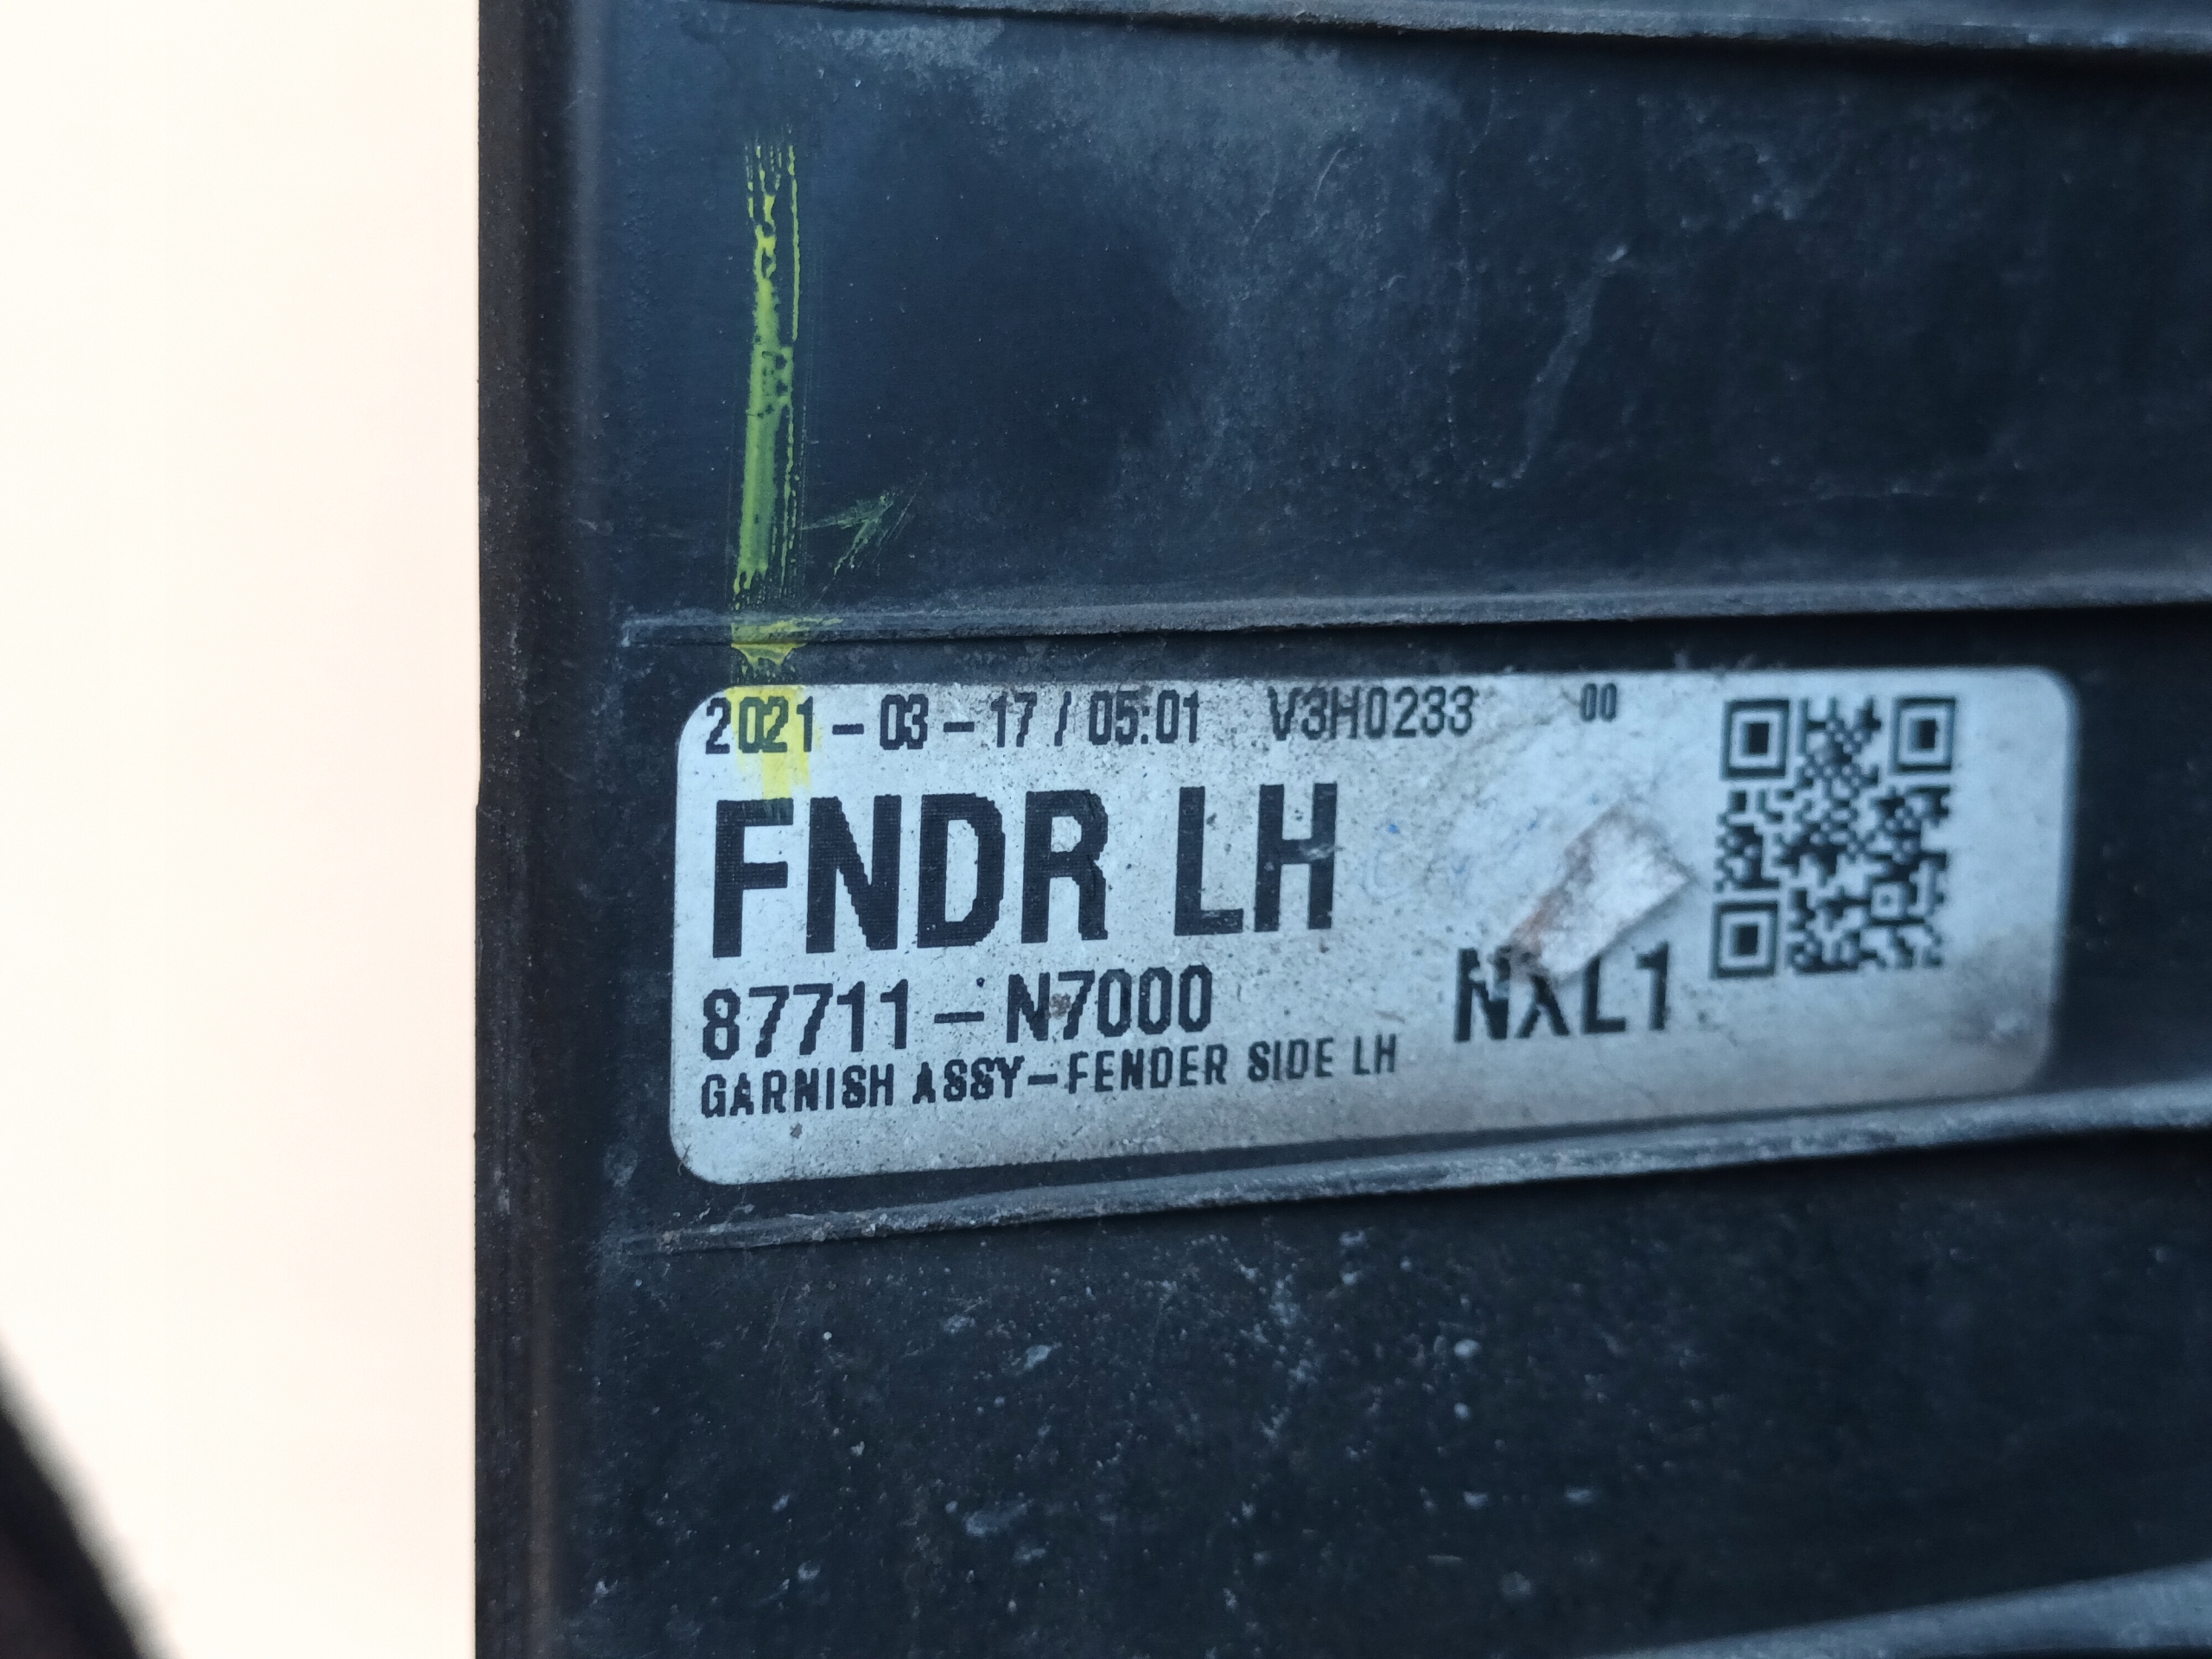 2021-03-17 / 05:01 V3H0233 00
FNDR LH
87711-N7000 NXL1
GARNISH ASSY-FENDER SIDE LH